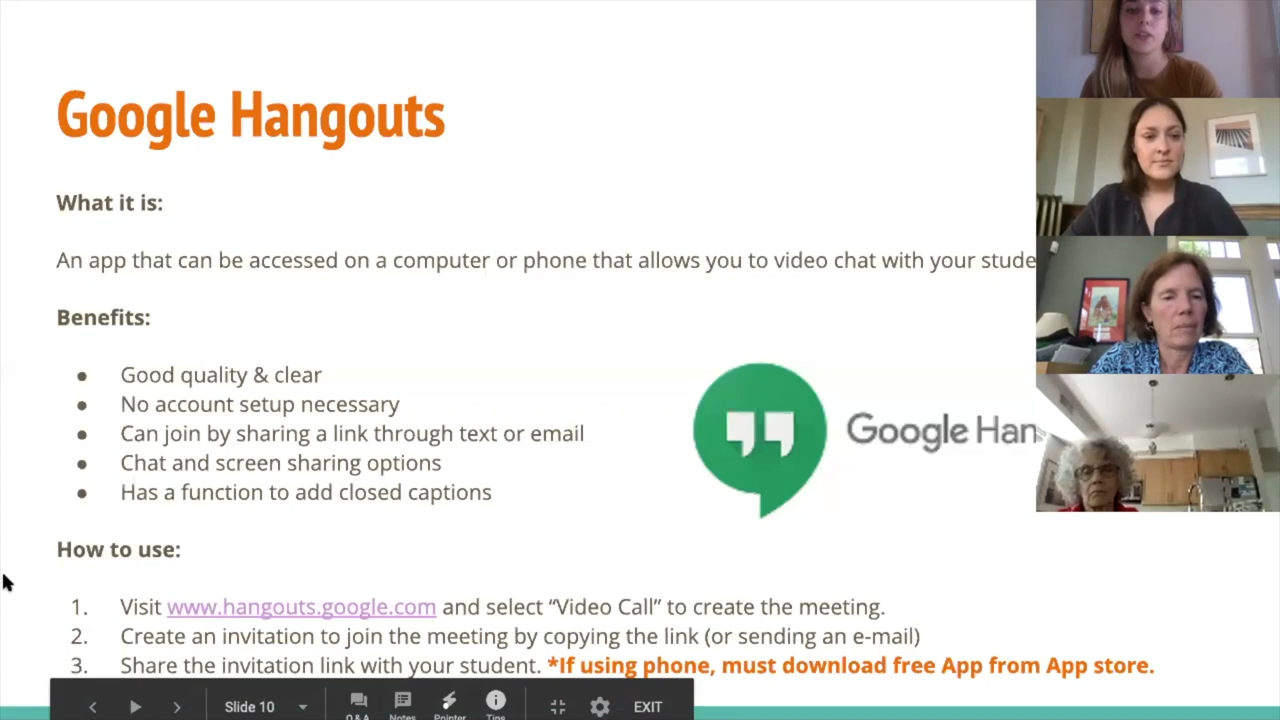 Google Hangouts
What it is:
An app that can be accessed on a computer or phone that allows you to video chat with your stude
Benefits:
● Good quality & clear
● No account setup necessary
● Can join by sharing a link through text or email
● Chat and screen sharing options
● Has a function to add closed captions
Google Han
How to use:
1. Visit www.hangouts.google.com and select “Video Call” to create the meeting.
2. Create an invitation to join the meeting by copying the link (or sending an e-mail)
3. Share the invitation link with your student. *If using phone, must download free App from App store.
Slide 10
Q&A Notes Pointer Tips
EXIT